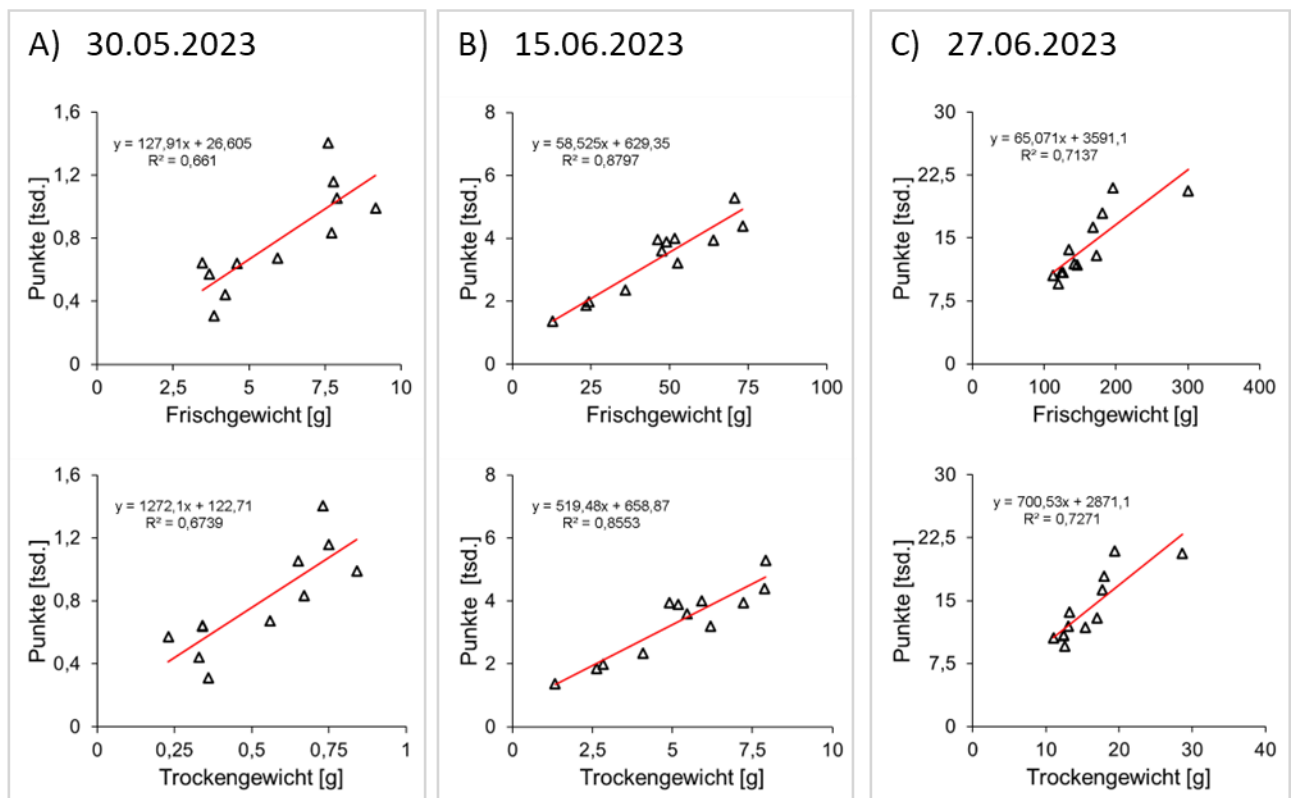 A) 30.05.2023
1,6
1,2
0,8
0,4
0
Punkte [tsd.]
y = 127,91x + 26,605
R² = 0,661
0 2,5 5 7,5 10
Frischgewicht [g]
1,6
1,2
0,8
0,4
0
Punkte [tsd.]
y = 1272,1x + 122,71
R² = 0,6739
0 0,25 0,5 0,75 1
Trockengewicht [g]
B) 15.06.2023
8
6
4
2
0
Punkte [tsd.]
y = 58,525x + 629,35
R² = 0,8797
0 25 50 75 100
Frischgewicht [g]
8
6
4
2
0
Punkte [tsd.]
y = 519,48x + 658,87
R² = 0,8553
0 2,5 5 7,5 10
Trockengewicht [g]
C) 27.06.2023
30
22,5
15
7,5
0
Punkte [tsd.]
y = 65,071x + 3591,1
R² = 0,7137
0 100 200 300 400
Frischgewicht [g]
30
22,5
15
7,5
0
Punkte [tsd.]
y = 700,53x + 2871,1
R² = 0,7271
0 10 20 30 40
Trockengewicht [g]